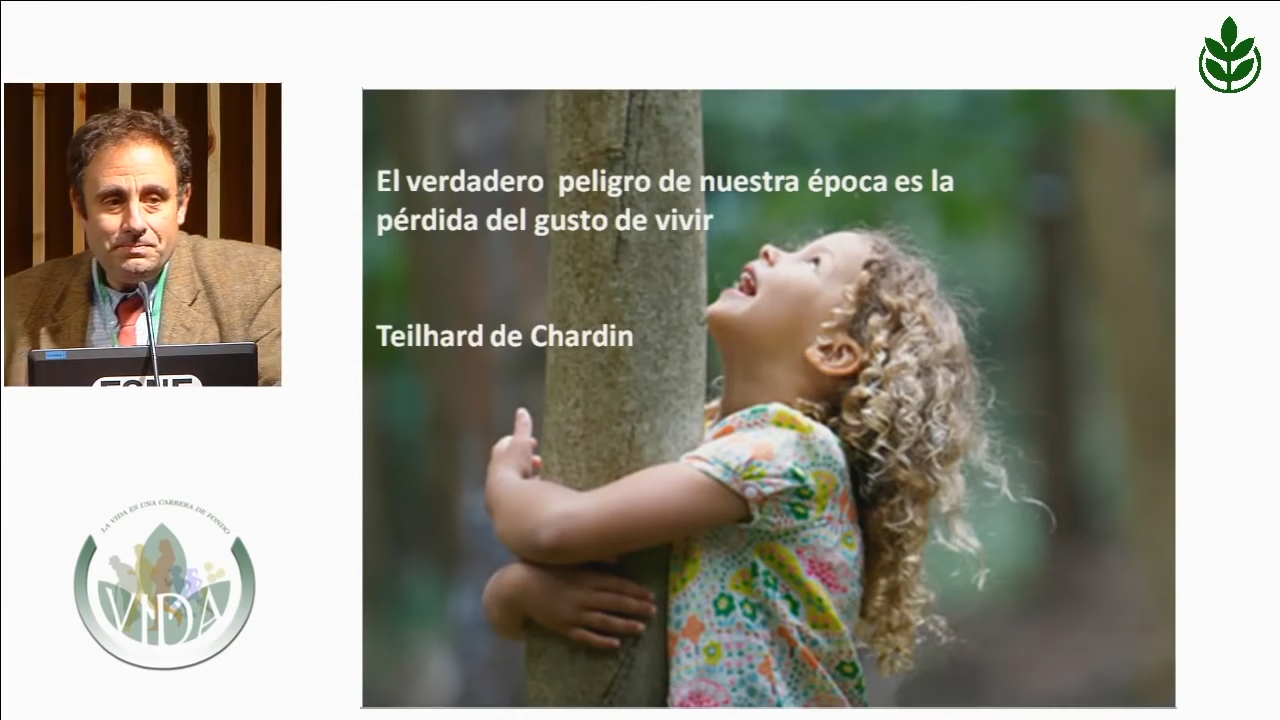 El verdadero  peligro de nuestra época es la
pérdida del gusto de vivir
Teilhard de Chardin
LA VIDA ES UNA CARRERA DE FONDO
VIDA